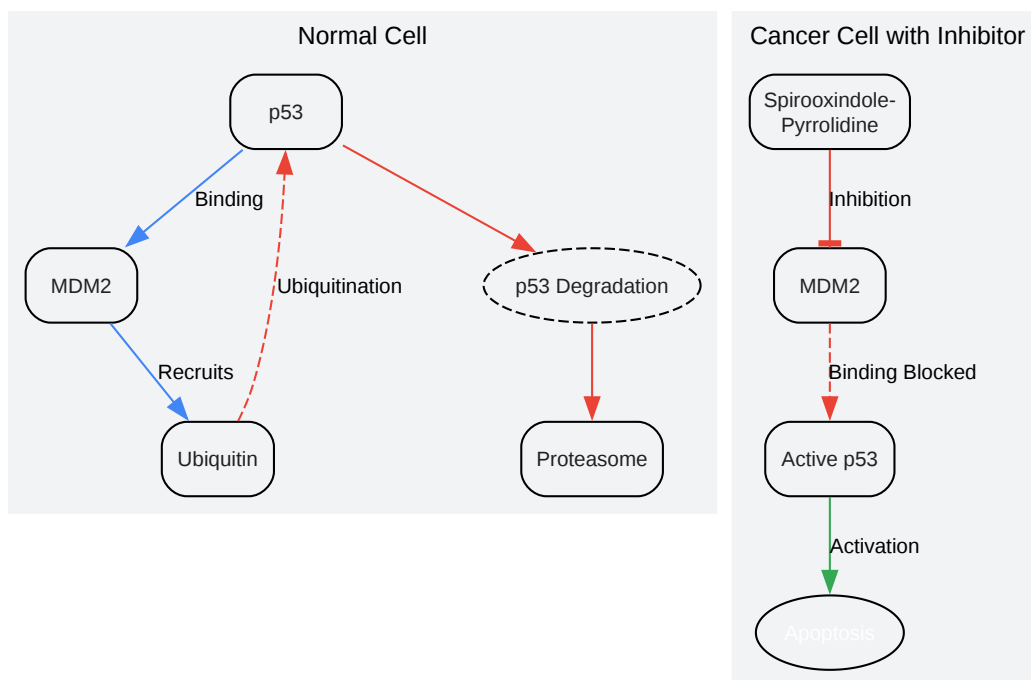 Normal Cell
p53
Binding
MDM2
Ubiquitination
p53 Degradation
Recruits
Ubiquitin
Proteasome
Cancer Cell with Inhibitor
Spirooxindole-
Pyrrolidine
Inhibition
MDM2
Binding Blocked
Active p53
Activation
Apoptosis